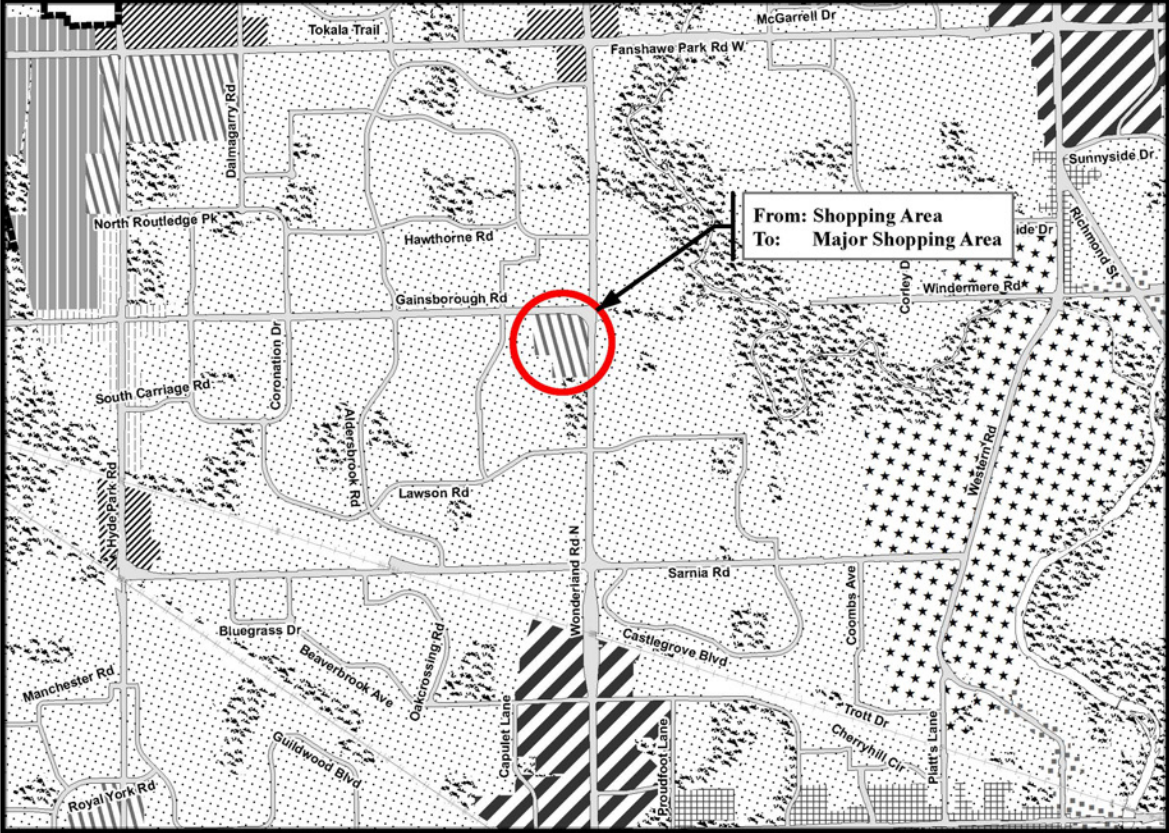 McGarrell Dr
Tokala Trail
Fanshawe Park Rd W
Dalmagarry Rd
Sunnyside Dr
North Routledge Pk
Hawthorne Rd
From: Shopping Area
To: Major Shopping Area
ide Dr
Richmond St
Corley D
Windermere Rd
Gainsborough Rd
Coronation Dr
South Carriage Rd
Aldersbrook Rd
Western Rd
Hyde Park Rd
Lawson Rd
Wonderland Rd N
Sarnia Rd
Coombs Ave
Bluegrass Dr
Castlegrove Blvd
Beaverbrook Ave
Oakcrossing Rd
Manchester Rd
Capulet Lane
Proudfoot Lane
Trott Dr
Cherryhill Cir
Platt's Lane
Guildwood Blvd
Royal York Rd